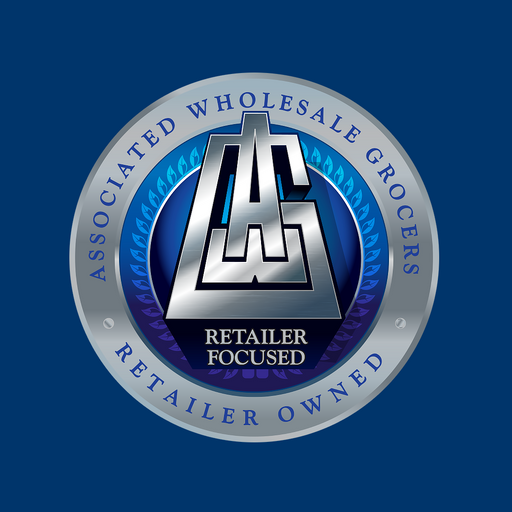 ASSOCIATED WHOLESALE GROCERS
AWG
RETAILER
FOCUSED
RETAILER OWNED